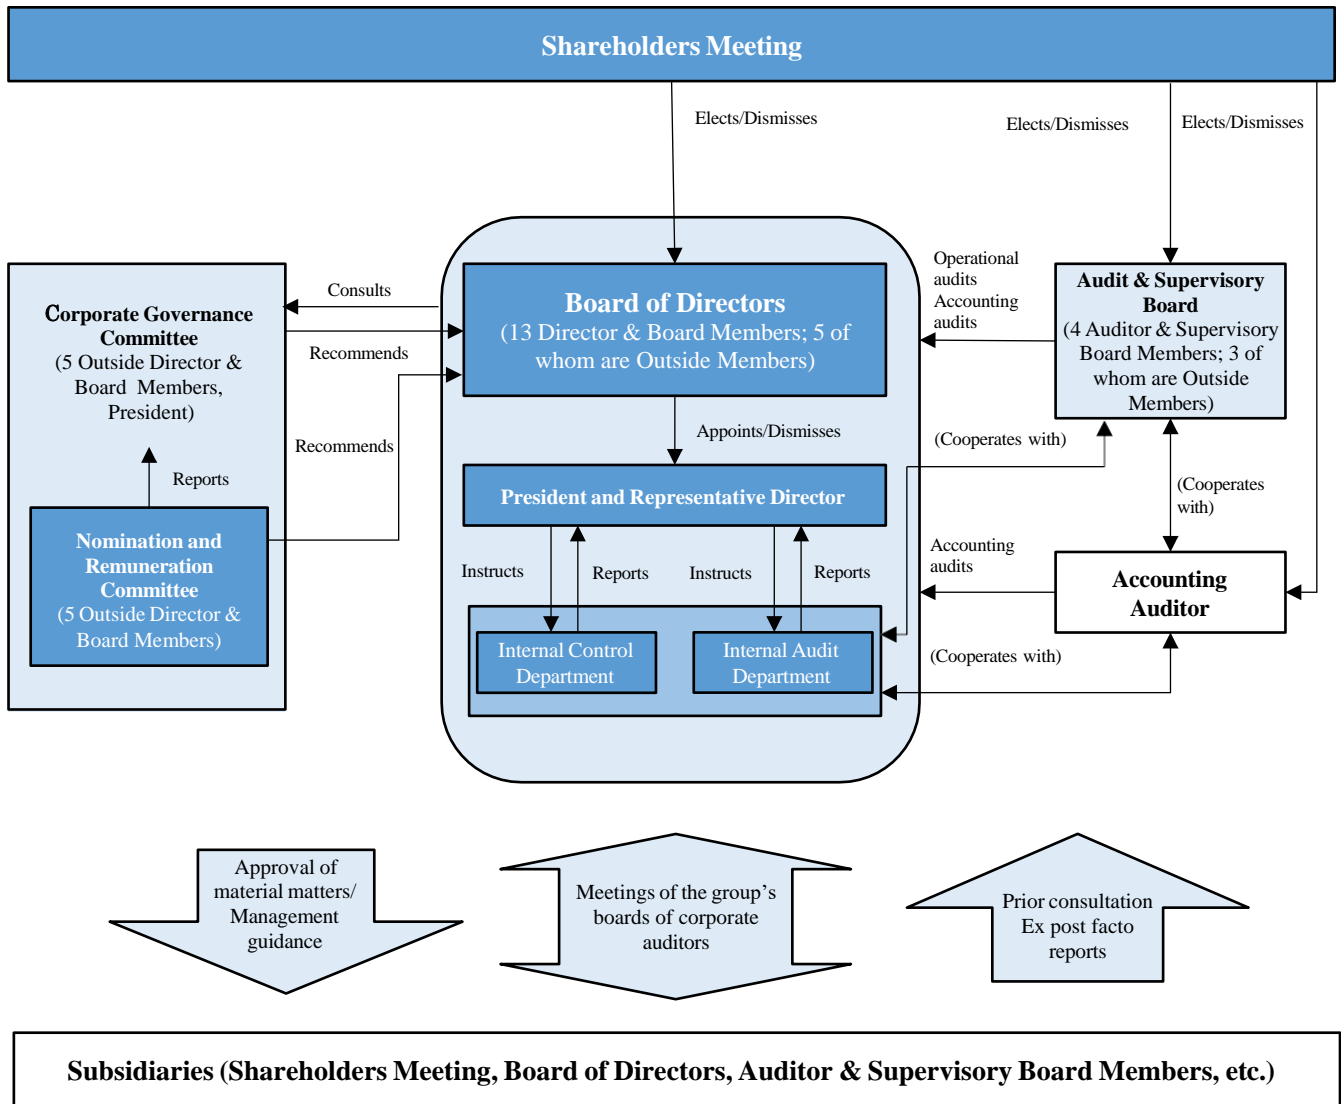 Shareholders Meeting
Elects/Dismisses
Elects/Dismisses
Elects/Dismisses
Corporate Governance
Committee
(5 Outside Director &
Board Members,
President)
Reports
Nomination and
Remuneration
Committee
(5 Outside Director &
Board Members)
Consults
Recommends
Recommends
Board of Directors
(13 Director & Board Members; 5 of
whom are Outside Members)
Appoints/Dismisses
President and Representative Director
Instructs
Reports
Instructs
Reports
Internal Control
Department
Internal Audit
Department
Operational
audits
Accounting
audits
Audit & Supervisory
Board
(4 Auditor & Supervisory
Board Members; 3 of
whom are Outside
Members)
(Cooperates with)
(Cooperates
with)
Accounting
audits
Accounting
Auditor
(Cooperates with)
Approval of
material matters/
Management
guidance
Meetings of the group’s
boards of corporate
auditors
Prior consultation
Ex post facto
reports
Subsidiaries (Shareholders Meeting, Board of Directors, Auditor & Supervisory Board Members, etc.)